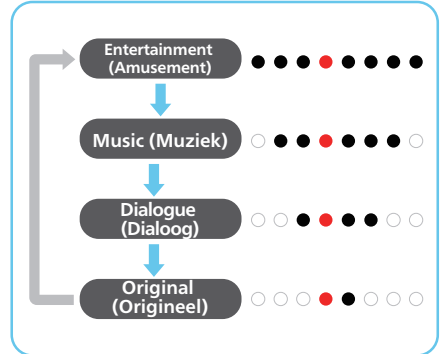 Entertainment
(Amusement)
Music (Muziek)
Dialogue
(Dialoog)
Original
(Origineel)